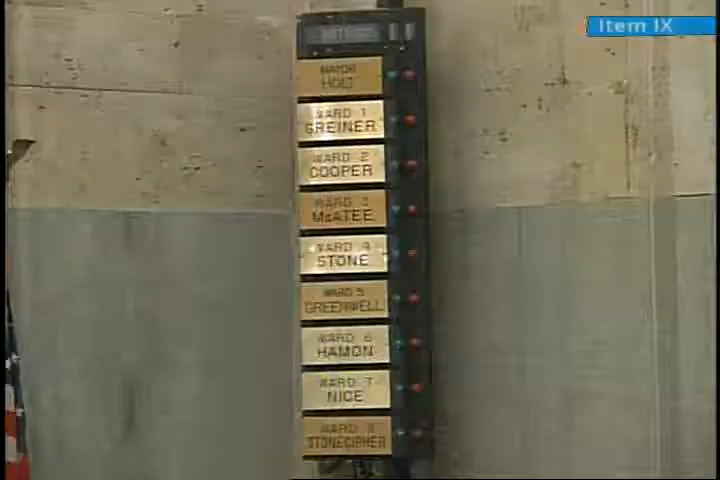 Item IX
MAYOR
HOLT
WARD 1
GREINER
WARD 2
COOPER
WARD 3
McATEE
WARD 4
STONE
WARD 5
GREENWELL
WARD 6
HAMON
WARD 7
NICE
WARD 8
STONECIPHER